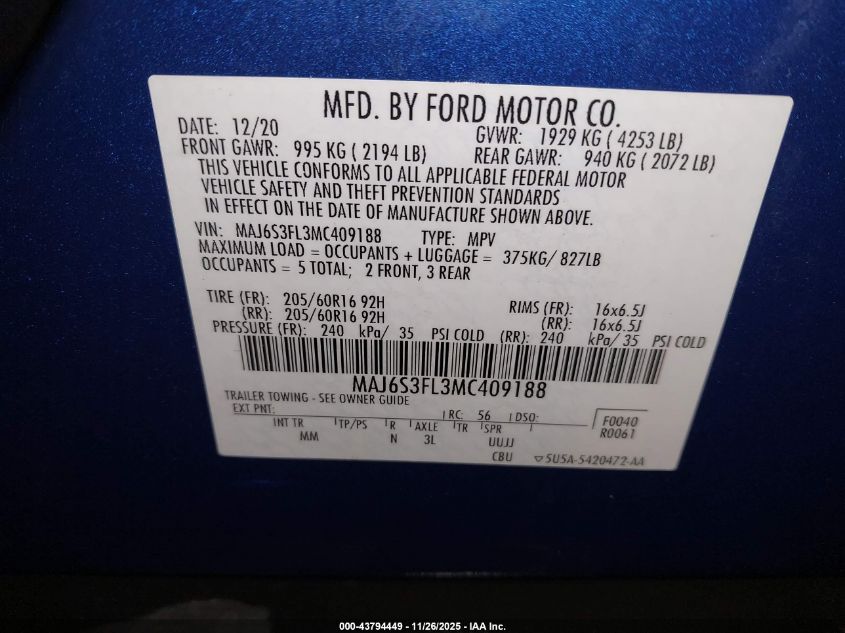 MFD. BY FORD MOTOR CO.
DATE: 12/20 GVWR: 1929 KG ( 4253 LB)
FRONT GAWR: 995 KG ( 2194 LB) REAR GAWR: 940 KG ( 2072 LB)
THIS VEHICLE CONFORMS TO ALL APPLICABLE FEDERAL MOTOR
VEHICLE SAFETY AND THEFT PREVENTION STANDARDS
IN EFFECT ON THE DATE OF MANUFACTURE SHOWN ABOVE.
VIN: MAJ6S3FL3MC409188 TYPE: MPV
MAXIMUM LOAD = OCCUPANTS + LUGGAGE = 375KG/ 827LB
OCCUPANTS = 5 TOTAL; 2 FRONT, 3 REAR
TIRE (FR): 205/60R16 92H RIMS (FR): 16x6.5J
(RR): 205/60R16 92H (RR): 16x6.5J
PRESSURE (FR): 240 kPa/ 35 PSI COLD (RR): 240 kPa/ 35 PSI COLD
MAJ6S3FL3MC409188
TRAILER TOWING - SEE OWNER GUIDE
EXT PNT: RC: 56 DSO: F0040
INT TR TP/PS R AXLE TR SPR R0061
MM N 3L UUJJ
CBU ▽5U5A-5420472-AA
000-43794449 - 11/26/2025 - IAA Inc.